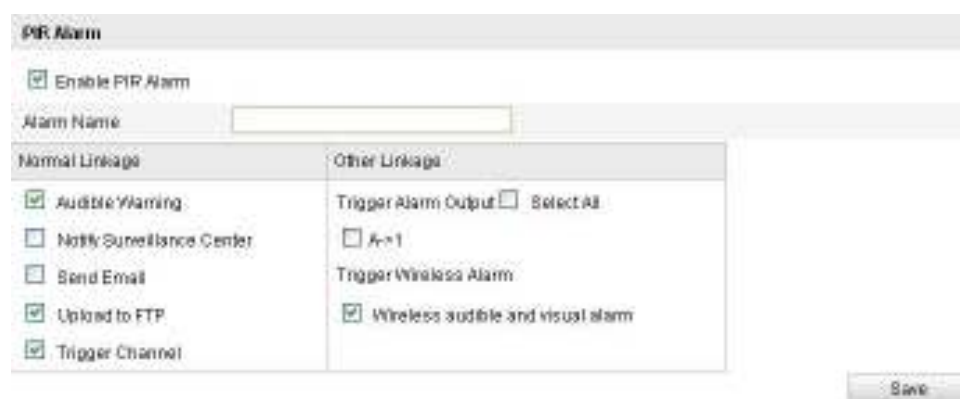 PIR Alarm
Enable PIR Alarm
Alarm Name
Normal Linkage
Other Linkage
Audible Warning
Trigger Alarm Output Select All
Notify Surveillance Center
A->1
Send Email
Trigger Wireless Alarm
Upload to FTP
Wireless audible and visual alarm
Trigger Channel
Save